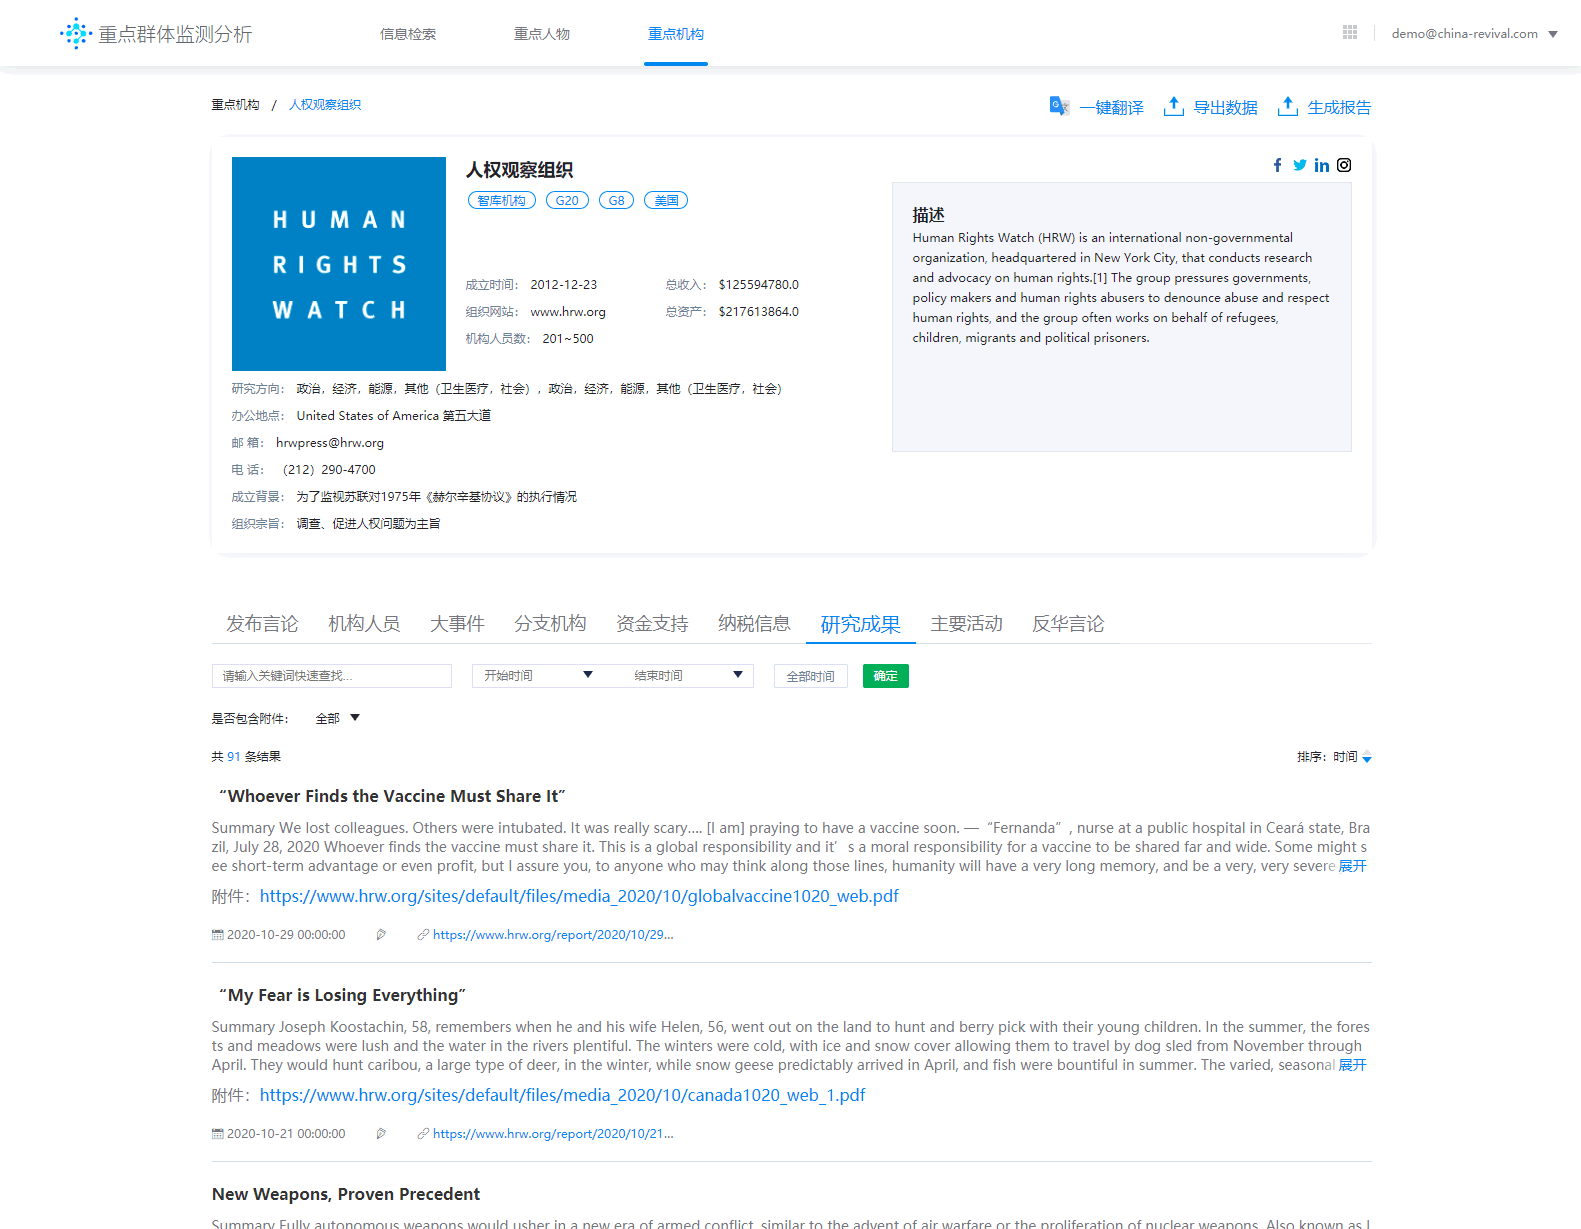 重点群体监测分析
信息检索
重点人物
重点机构
demo@china-revival.com
重点机构 / 人权观察组织
一键翻译
导出数据
生成报告
HUMAN
RIGHTS
WATCH
人权观察组织
智库机构 G20 G8 美国
成立时间： 2012-12-23
总收入： $125594780.0
组织网站： www.hrw.org
总资产： $217613864.0
机构人员数： 201~500
研究方向： 政治，经济，能源，其他（卫生医疗，社会），政治，经济，能源，其他（卫生医疗，社会）
办公地点： United States of America 第五大道
邮 箱： hrwpress@hrw.org
电 话： （212）290-4700
成立背景： 为了监视苏联对1975年《赫尔辛基协议》的执行情况
组织宗旨： 调查、促进人权问题为主旨
描述
Human Rights Watch (HRW) is an international non-governmental
organization, headquartered in New York City, that conducts research
and advocacy on human rights.[1] The group pressures governments,
policy makers and human rights abusers to denounce abuse and respect
human rights, and the group often works on behalf of refugees,
children, migrants and political prisoners.
发布言论 机构人员 大事件 分支机构 资金支持 纳税信息 研究成果 主要活动 反华言论
请输入关键词快速查找...
开始时间
结束时间
全部时间
确定
是否包含附件： 全部
共 91 条结果
排序： 时间
“Whoever Finds the Vaccine Must Share It”
Summary We lost colleagues. Others were intubated. It was really scary.... [I am] praying to have a vaccine soon. —“Fernanda”, nurse at a public hospital in Ceará state, Bra
zil, July 28, 2020 Whoever finds the vaccine must share it. This is a global responsibility and it’s a moral responsibility for a vaccine to be shared far and wide. Some might s
ee short-term advantage or even profit, but I assure you, to anyone who may think along those lines, humanity will have a very long memory, and be a very, very severe 展开
附件： https://www.hrw.org/sites/default/files/media_2020/10/globalvaccine1020_web.pdf
2020-10-29 00:00:00
https://www.hrw.org/report/2020/10/29...
“My Fear is Losing Everything”
Summary Joseph Koostachin, 58, remembers when he and his wife Helen, 56, went out on the land to hunt and berry pick with their young children. In the summer, the fores
ts and meadows were lush and the water in the rivers plentiful. The winters were cold, with ice and snow cover allowing them to travel by dog sled from November through
April. They would hunt caribou, a large type of deer, in the winter, while snow geese predictably arrived in April, and fish were bountiful in summer. The varied, seasonal 展开
附件： https://www.hrw.org/sites/default/files/media_2020/10/canada1020_web_1.pdf
2020-10-21 00:00:00
https://www.hrw.org/report/2020/10/21...
New Weapons, Proven Precedent
Summary Fully autonomous weapons would usher in a new era of armed conflict, similar to the advent of air warfare or the proliferation of nuclear weapons. Also known as